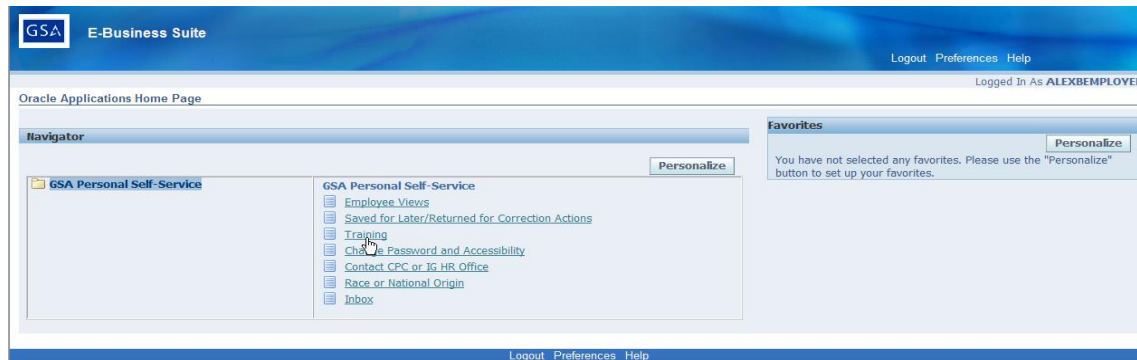 GSA E-Business Suite
Logout Preferences Help
Logged In As ALEXBEMPLOYE
Oracle Applications Home Page
Navigator
Personalize
GSA Personal Self-Service
GSA Personal Self-Service
Employee Views
Saved for Later/Returned for Correction Actions
Training
Change Password and Accessibility
Contact CPC or IG HR Office
Race or National Origin
Inbox
Favorites
Personalize
You have not selected any favorites. Please use the "Personalize"
button to set up your favorites.
Logout Preferences Help